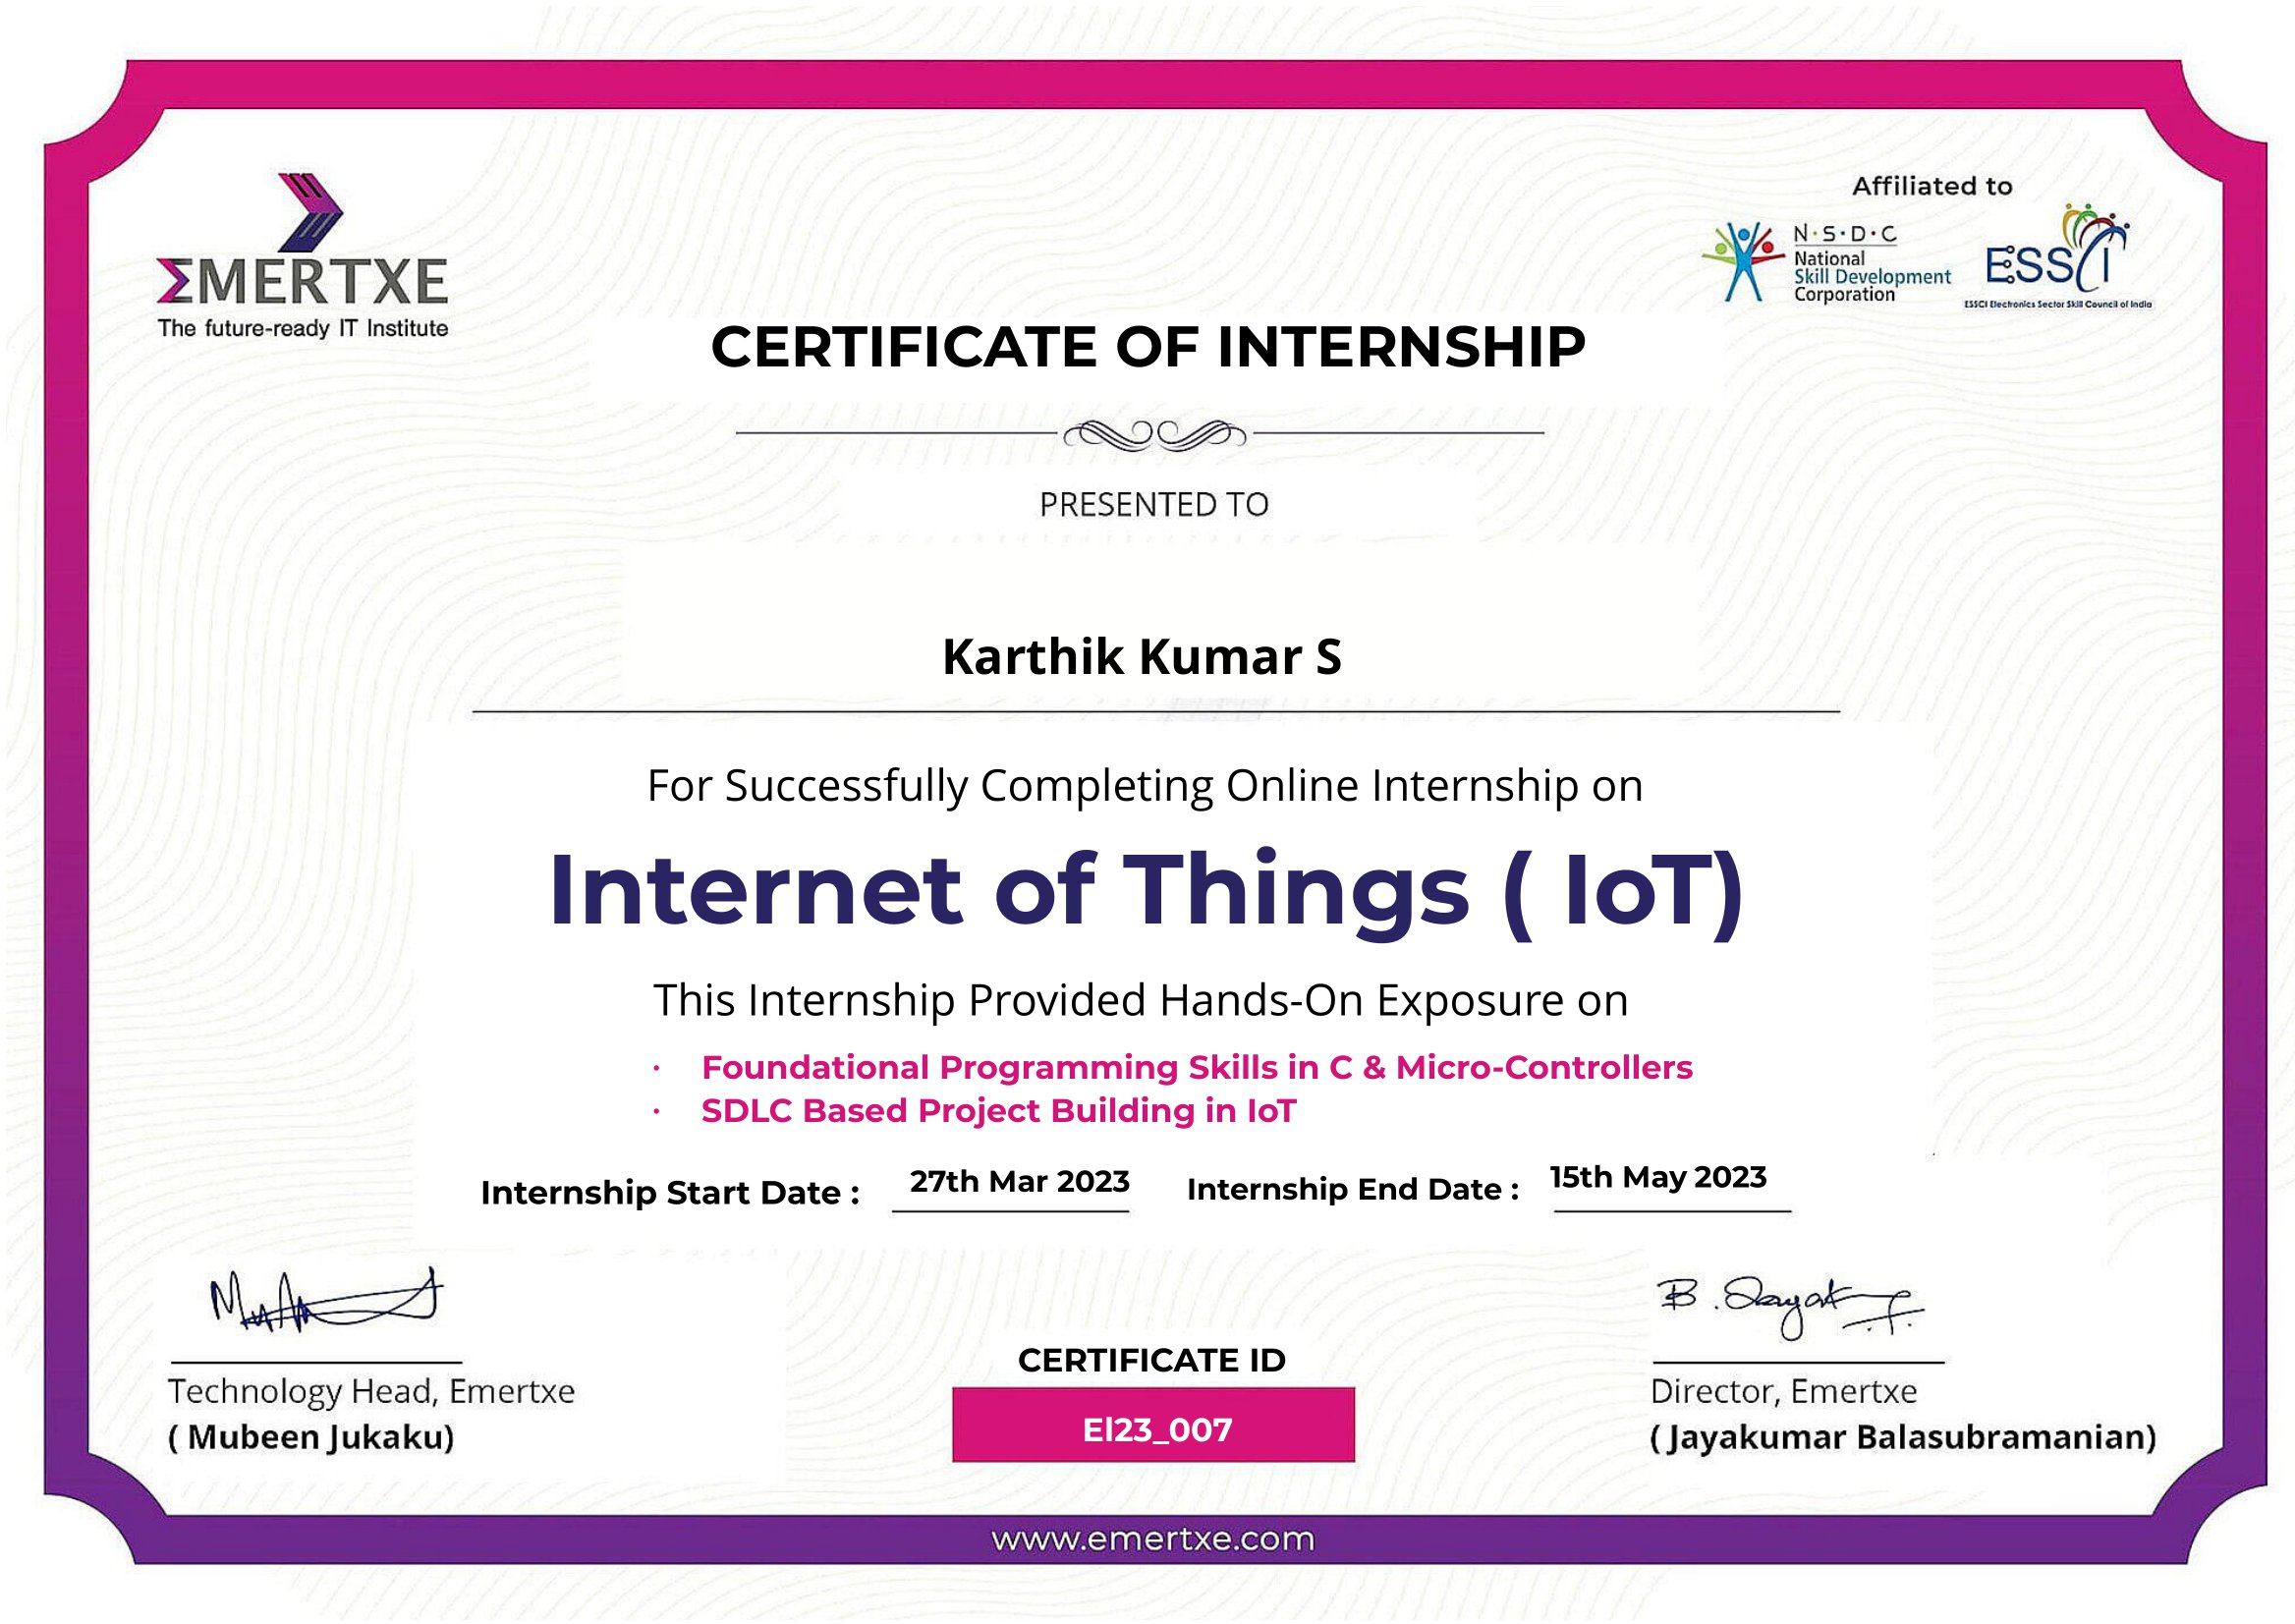 EMERTXE
The future-ready IT Institute
Affiliated to
N·S·D·C
National
Skill Development
Corporation
ESSCI
ESSCI Electronics Sector Skill Council of India
CERTIFICATE OF INTERNSHIP
PRESENTED TO
Karthik Kumar S
For Successfully Completing Online Internship on
Internet of Things ( IoT)
This Internship Provided Hands-On Exposure on
· Foundational Programming Skills in C & Micro-Controllers
· SDLC Based Project Building in IoT
Internship Start Date : 27th Mar 2023 Internship End Date : 15th May 2023
B. Jayak
Technology Head, Emertxe
( Mubeen Jukaku)
CERTIFICATE ID
EI23_007
Director, Emertxe
( Jayakumar Balasubramanian)
www.emertxe.com